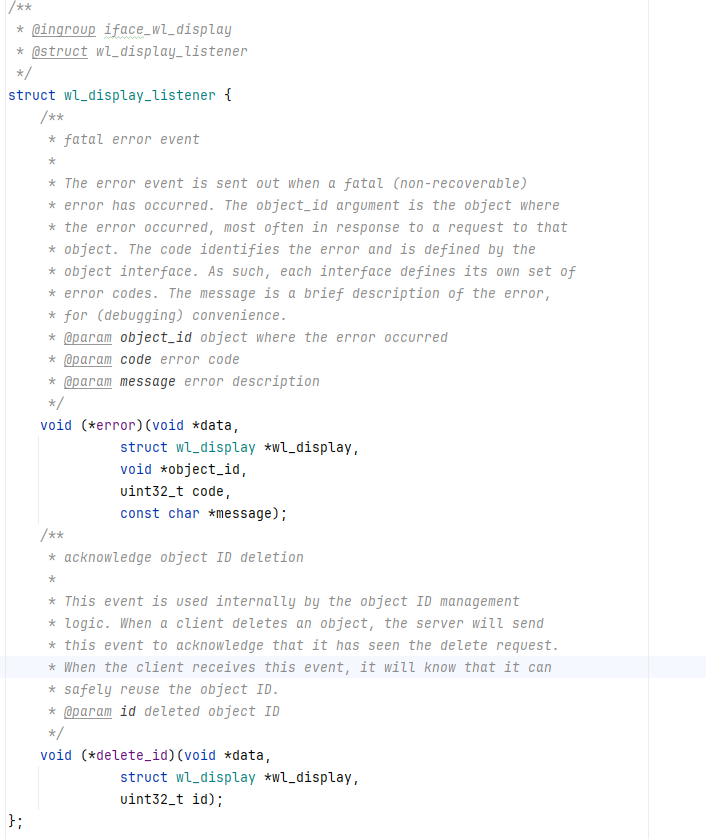 /**
 * @ingroup iface_wl_display
 * @struct wl_display_listener
 */
struct wl_display_listener {
    /**
     * fatal error event
     *
     * The error event is sent out when a fatal (non-recoverable)
     * error has occurred. The object_id argument is the object where
     * the error occurred, most often in response to a request to that
     * object. The code identifies the error and is defined by the
     * object interface. As such, each interface defines its own set of
     * error codes. The message is a brief description of the error,
     * for (debugging) convenience.
     * @param object_id object where the error occurred
     * @param code error code
     * @param message error description
     */
    void (*error)(void *data,
              struct wl_display *wl_display,
              void *object_id,
              uint32_t code,
              const char *message);
    /**
     * acknowledge object ID deletion
     *
     * This event is used internally by the object ID management
     * logic. When a client deletes an object, the server will send
     * this event to acknowledge that it has seen the delete request.
     * When the client receives this event, it will know that it can
     * safely reuse the object ID.
     * @param id deleted object ID
     */
    void (*delete_id)(void *data,
              struct wl_display *wl_display,
              uint32_t id);
};